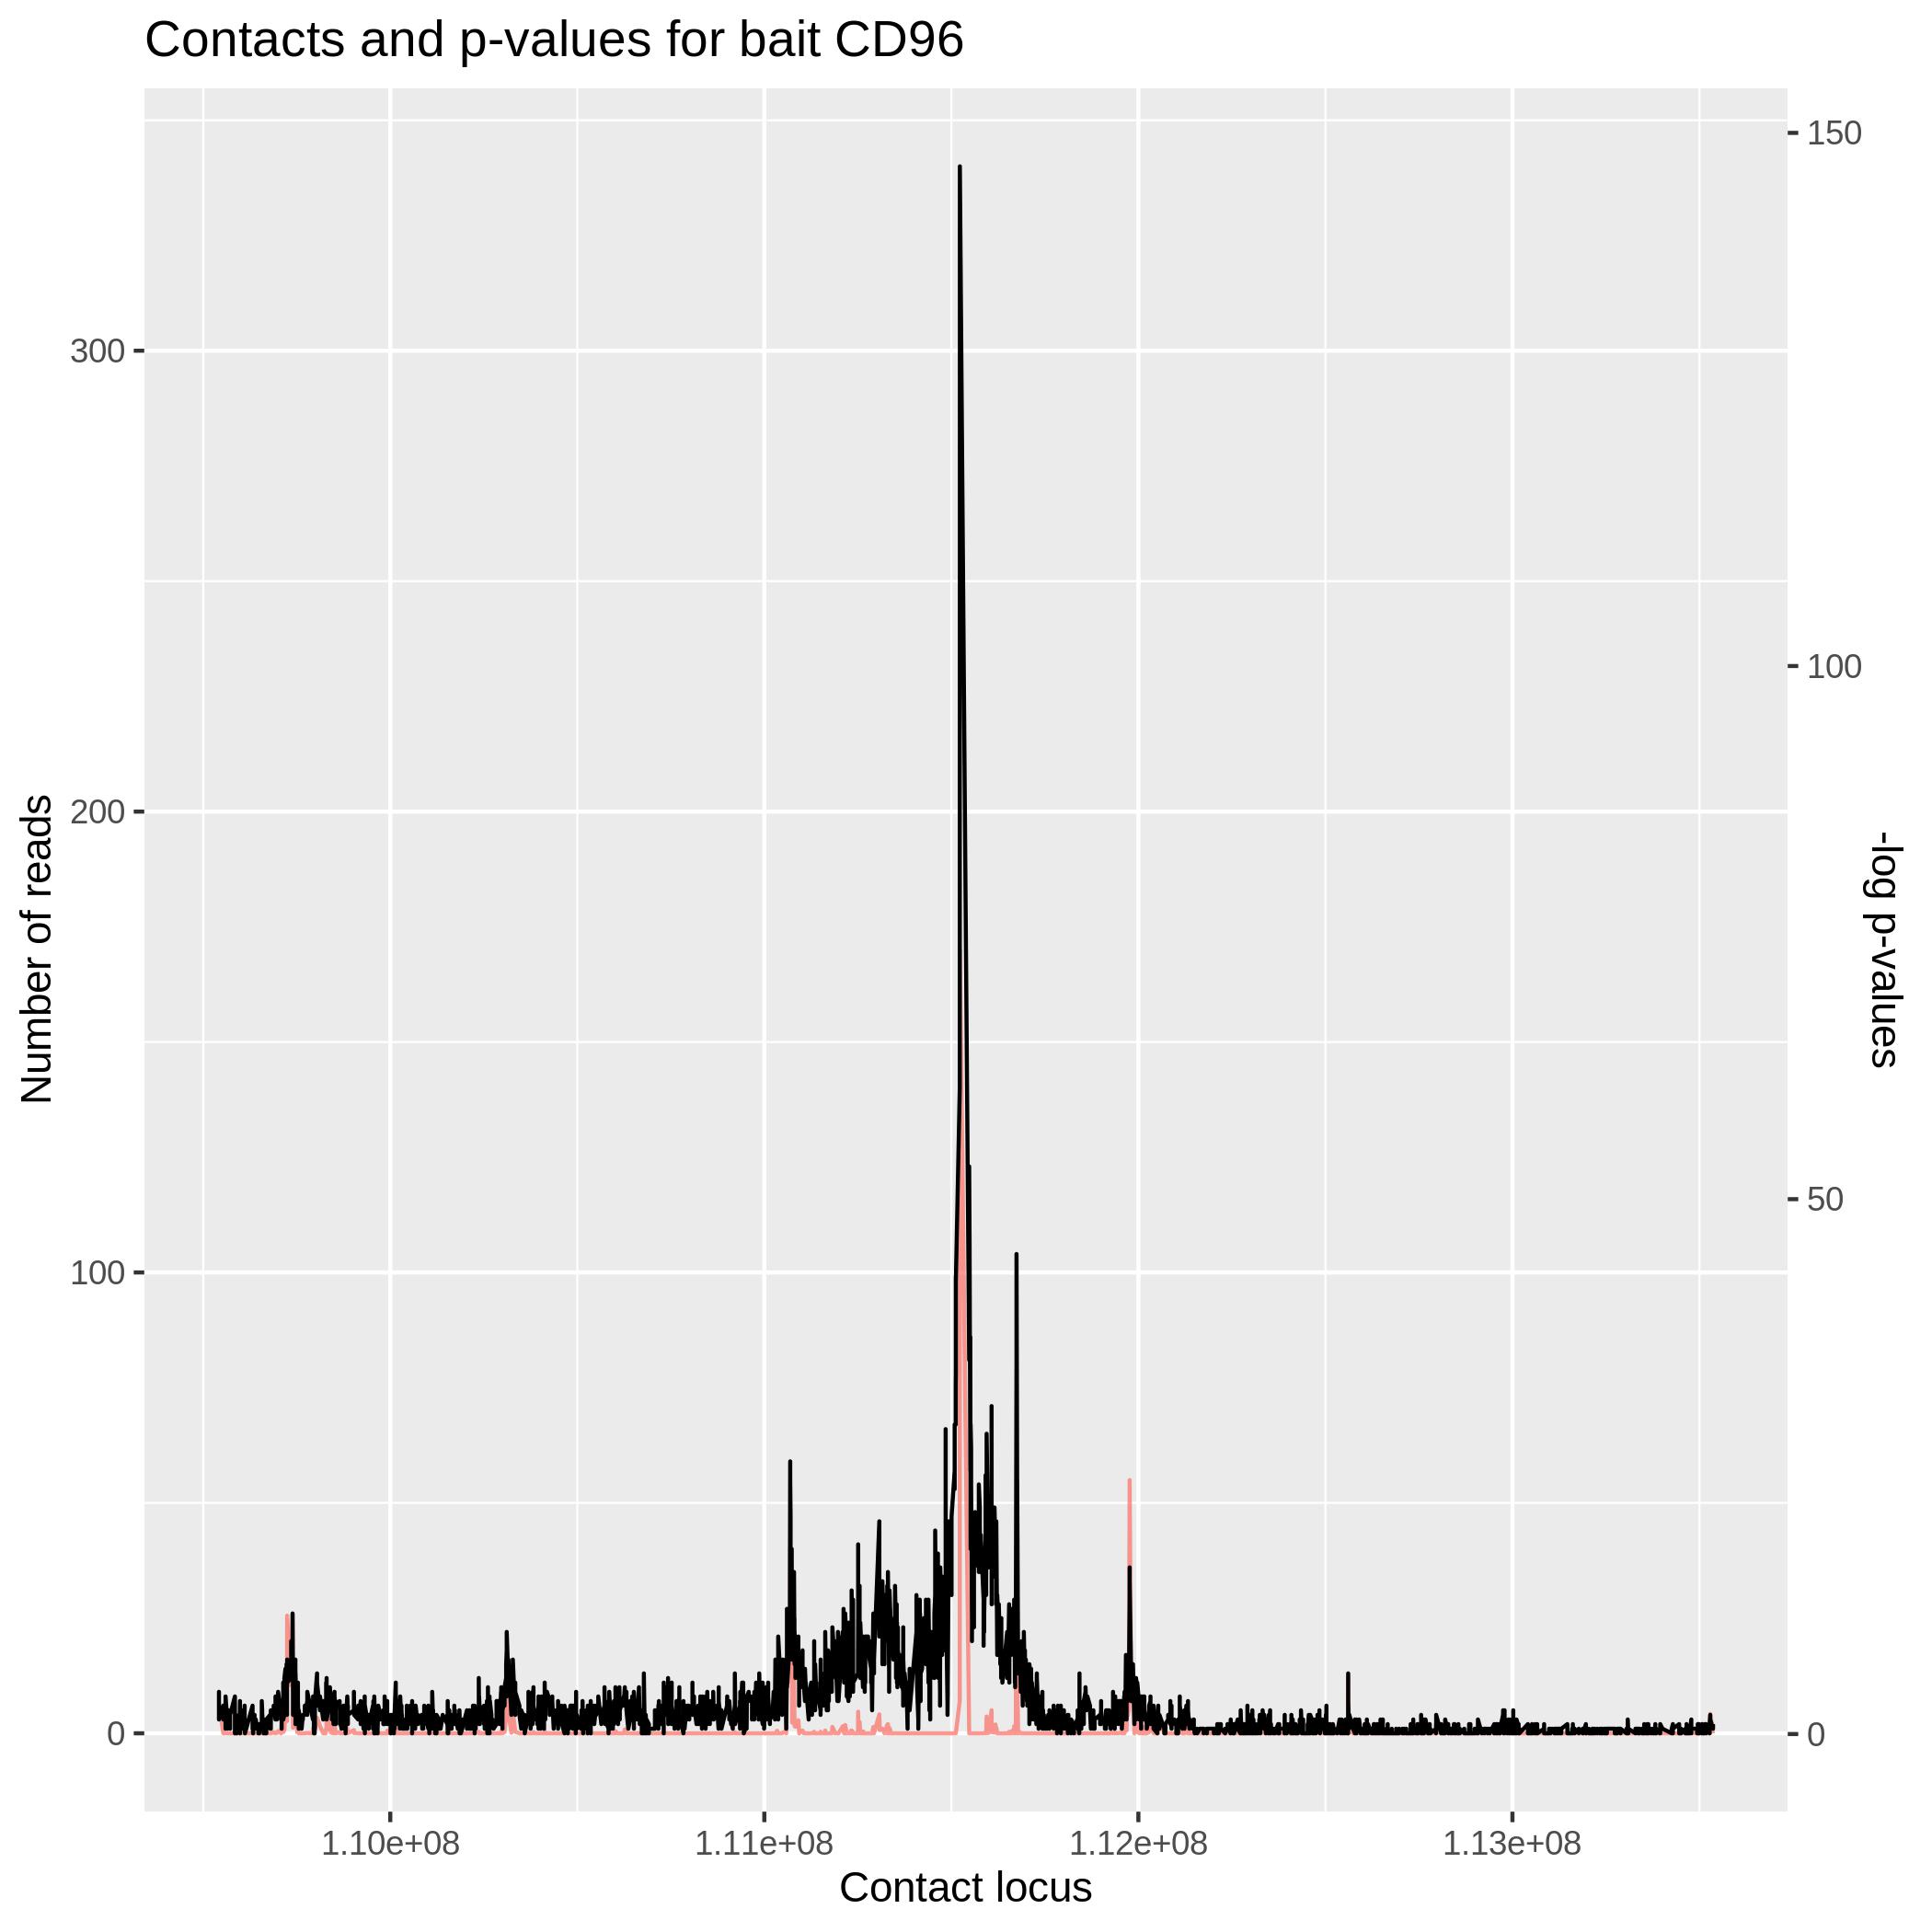 Contacts and p-values for bait CD96
150
300
100
200
50
100
0
0
Number of reads
-log p-values
1.10e+08 1.11e+08 1.12e+08 1.13e+08
Contact locus